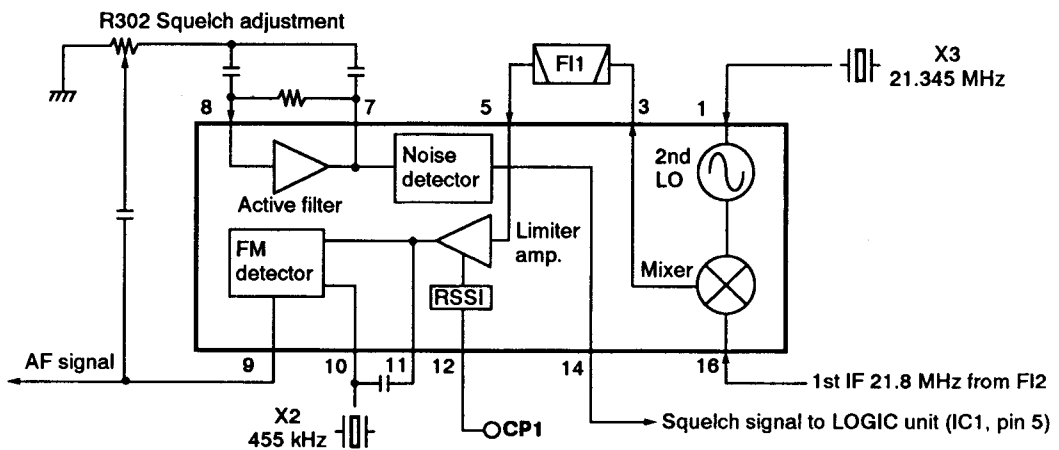 R302 Squelch adjustment
FI1
X3
21.345 MHz
8
7
5
3
1
Noise
detector
2nd
LO
Active filter
Limiter
amp.
FM
detector
Mixer
RSSI
AF signal
9
10
11
12
14
16
1st IF 21.8 MHz from FI2
X2
455 kHz
CP1
Squelch signal to LOGIC unit (IC1, pin 5)